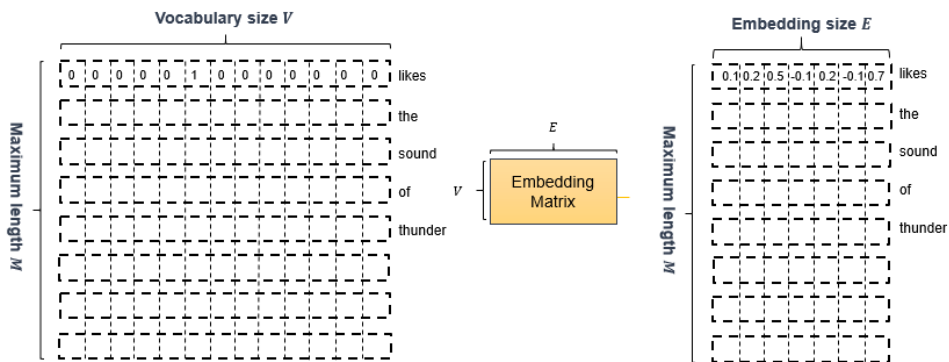 Vocabulary size V
0 0 0 0 0 1 0 0 0 0 0 0 0 likes
the
sound
of
thunder
Maximum length M
E
V
Embedding
Matrix
Embedding size E
0.1 0.2 0.5 -0.1 0.2 -0.1 0.7 likes
the
sound
of
thunder
Maximum length M